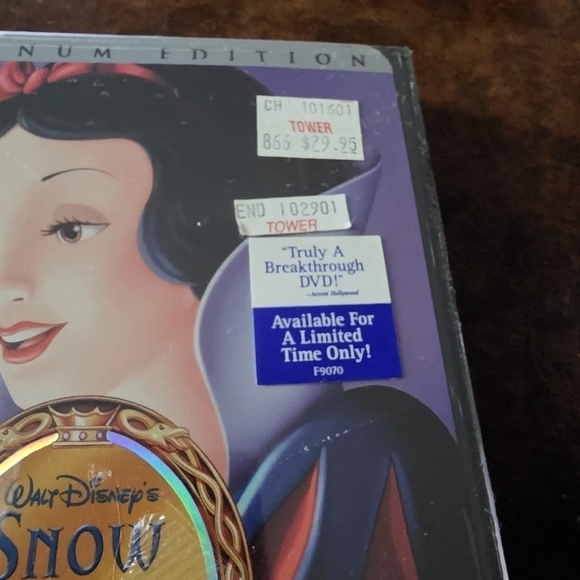 NUM EDITION
CH 101601
TOWER
866 $29.95
END 102901
TOWER
"Truly A
Breakthrough
DVD!"
—Access Hollywood
Available For
A Limited
Time Only!
F9070
WALT DISNEY'S
SNOW